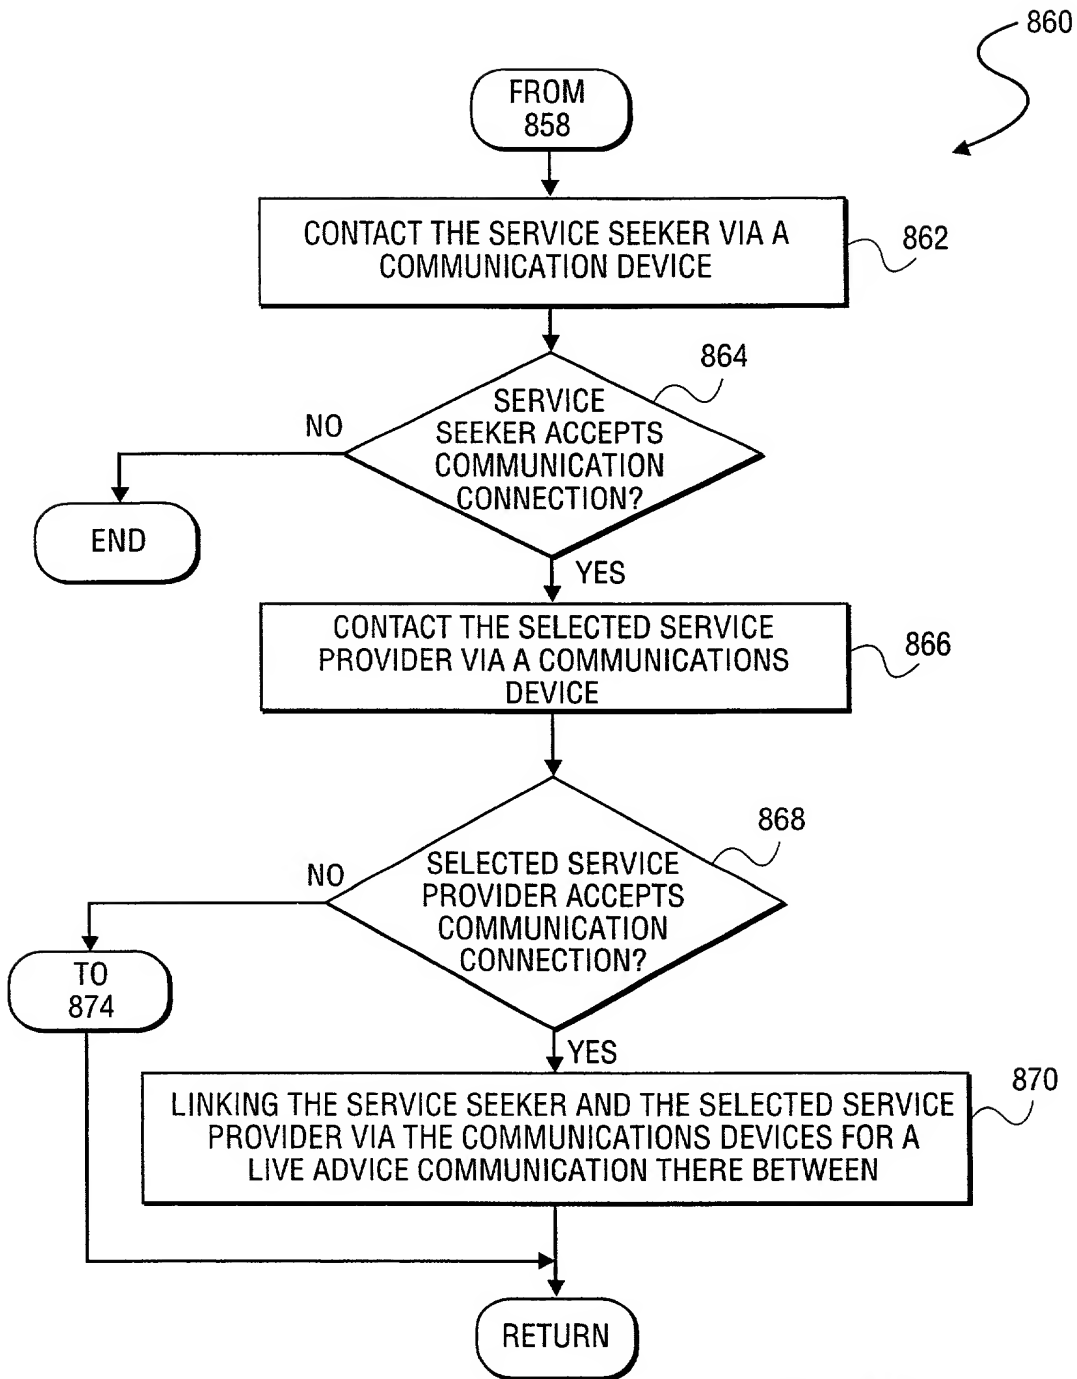 860
FROM
858
CONTACT THE SERVICE SEEKER VIA A
COMMUNICATION DEVICE
862
864
SERVICE
SEEKER ACCEPTS
COMMUNICATION
CONNECTION?
NO
END
YES
CONTACT THE SELECTED SERVICE
PROVIDER VIA A COMMUNICATIONS
DEVICE
866
868
SELECTED SERVICE
PROVIDER ACCEPTS
COMMUNICATION
CONNECTION?
NO
TO
874
YES
870
LINKING THE SERVICE SEEKER AND THE SELECTED SERVICE
PROVIDER VIA THE COMMUNICATIONS DEVICES FOR A
LIVE ADVICE COMMUNICATION THERE BETWEEN
RETURN